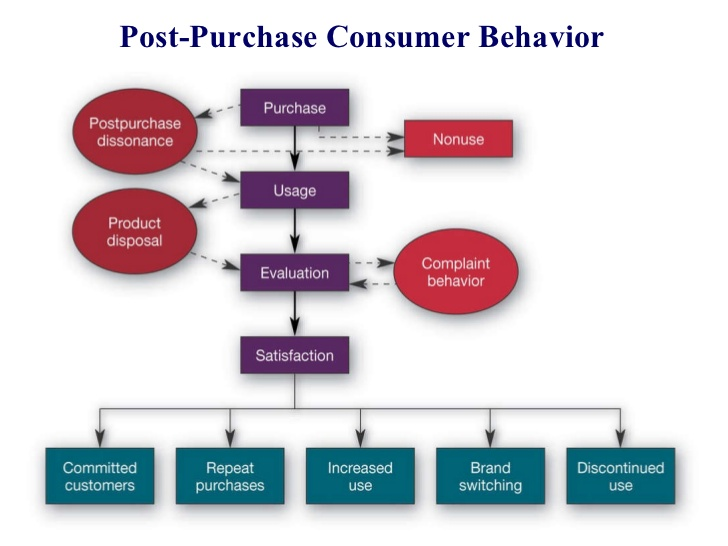 Post-Purchase Consumer Behavior
Purchase
Postpurchase
dissonance
Nonuse
Usage
Product
disposal
Evaluation
Complaint
behavior
Satisfaction
Committed
customers
Repeat
purchases
Increased
use
Brand
switching
Discontinued
use